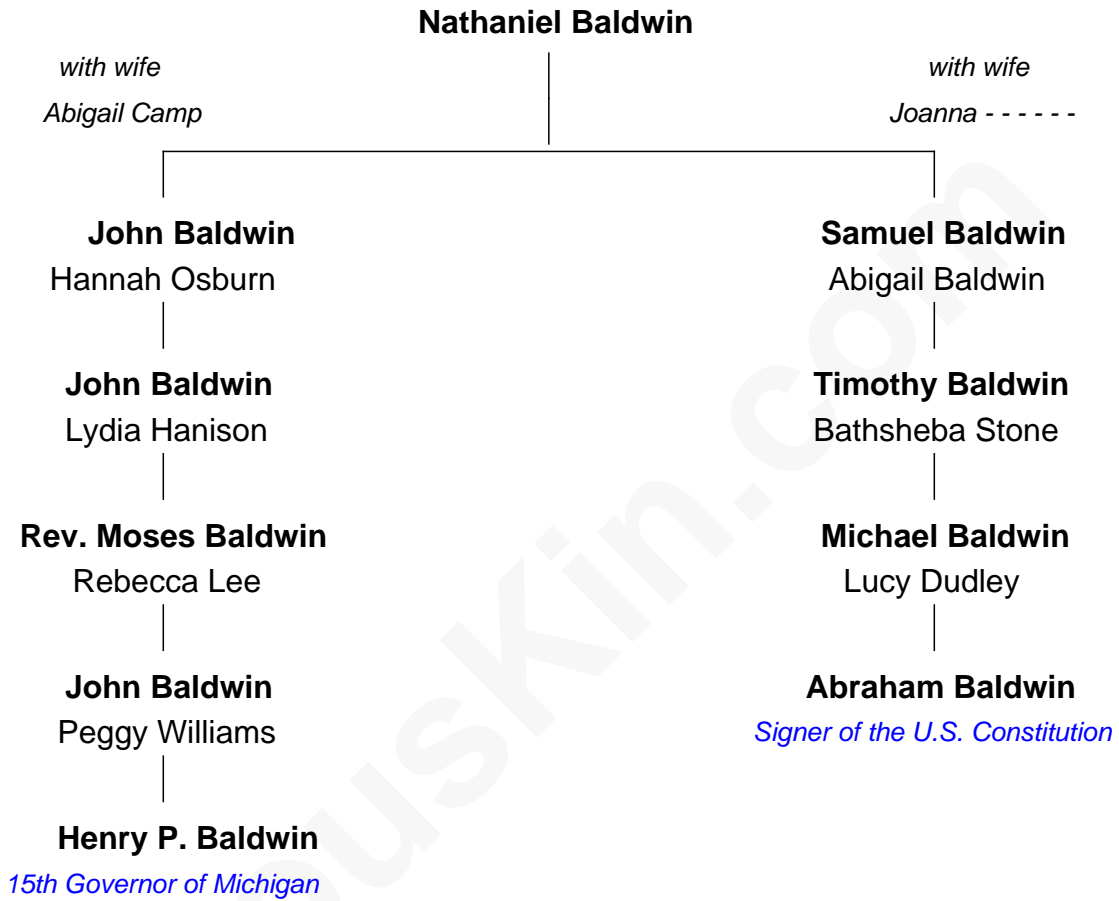 Nathaniel Baldwin
with wife
Abigail Camp
with wife
Joanna - - - - - -
John Baldwin
Hannah Osburn
Samuel Baldwin
Abigail Baldwin
John Baldwin
Lydia Hanison
Timothy Baldwin
Bathsheba Stone
Rev. Moses Baldwin
Rebecca Lee
Michael Baldwin
Lucy Dudley
John Baldwin
Peggy Williams
Abraham Baldwin
Signer of the U.S. Constitution
Henry P. Baldwin
15th Governor of Michigan
ousKin.com